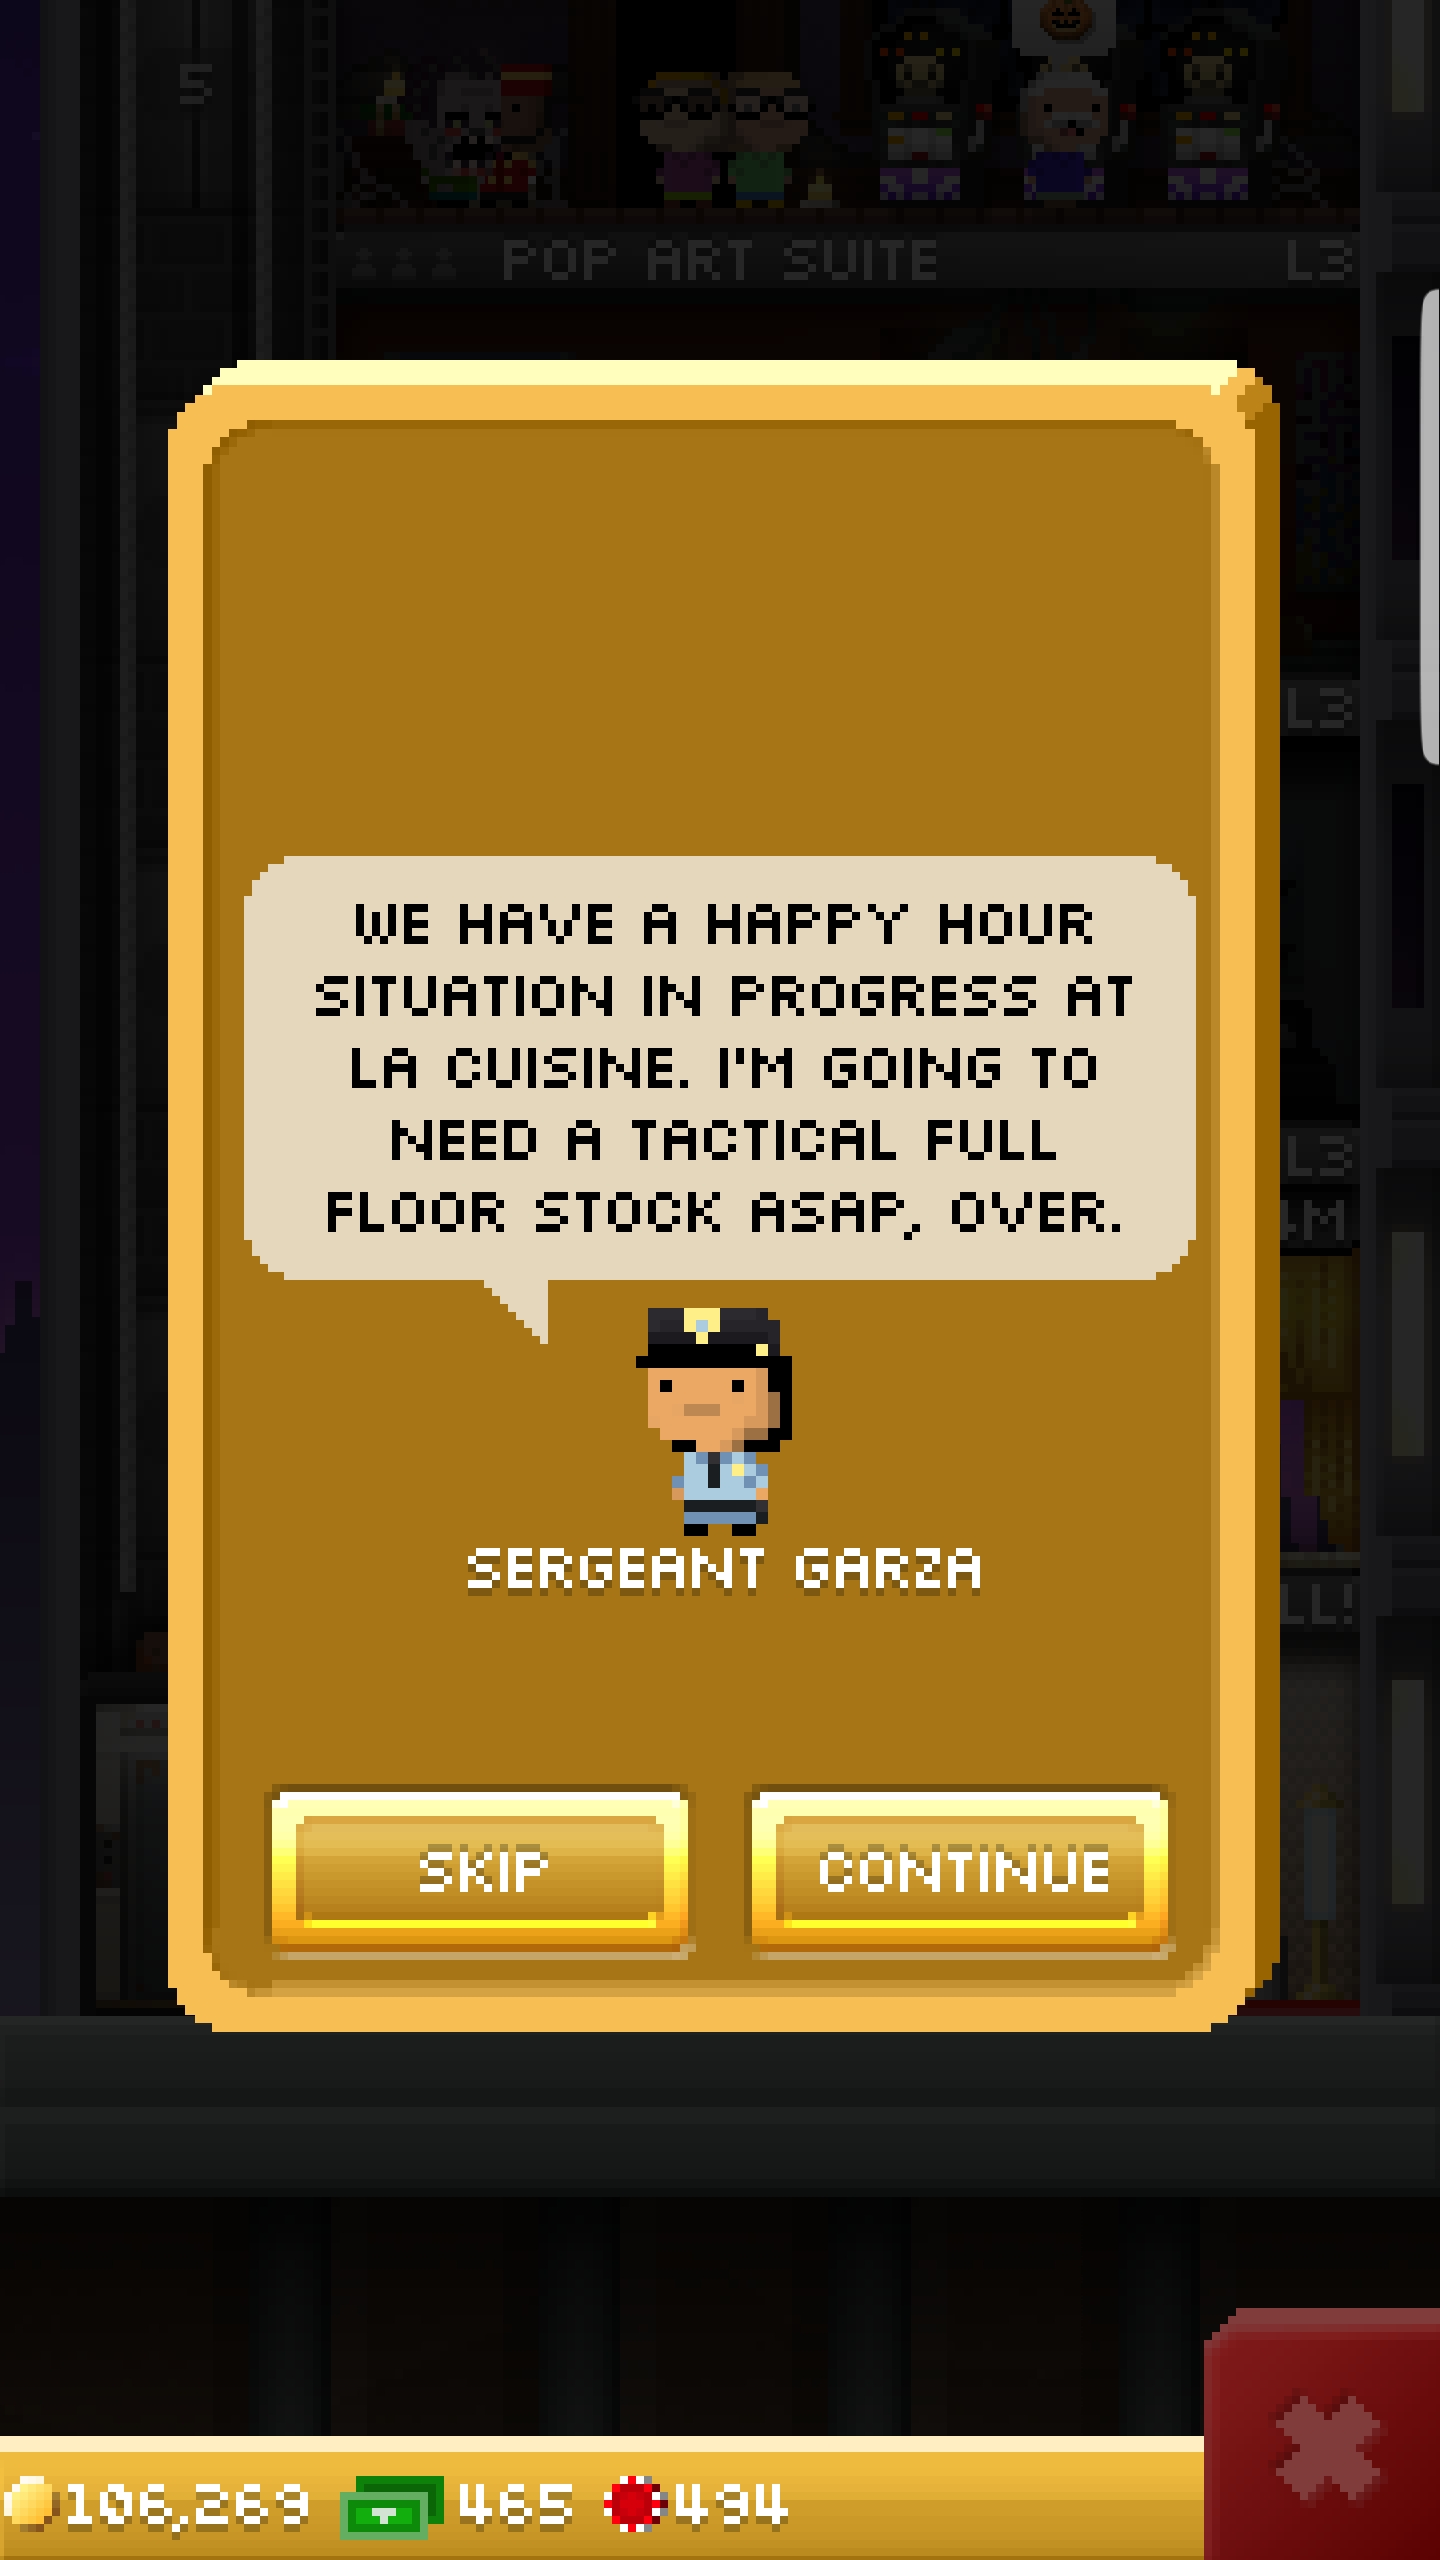 5
POP ART SUITE L3
L3
WE HAVE A HAPPY HOUR
SITUATION IN PROGRESS AT
LA CUISINE. I'M GOING TO
NEED A TACTICAL FULL
FLOOR STOCK ASAP, OVER.
L3
SERGEANT GARZA
SKIP
CONTINUE
106,269
465
494